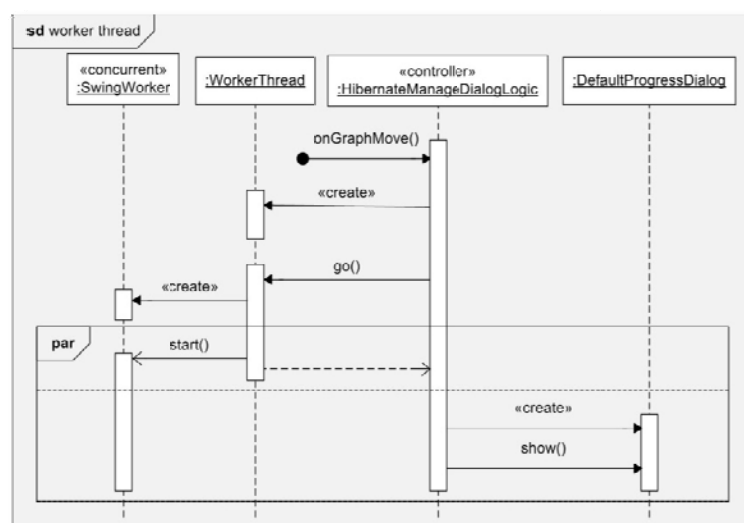 sd worker thread
«concurrent»
:SwingWorker
:WorkerThread
«controller»
:HibernateManageDialogLogic
:DefaultProgressDialog
onGraphMove()
«create»
go()
«create»
par
start()
«create»
show()